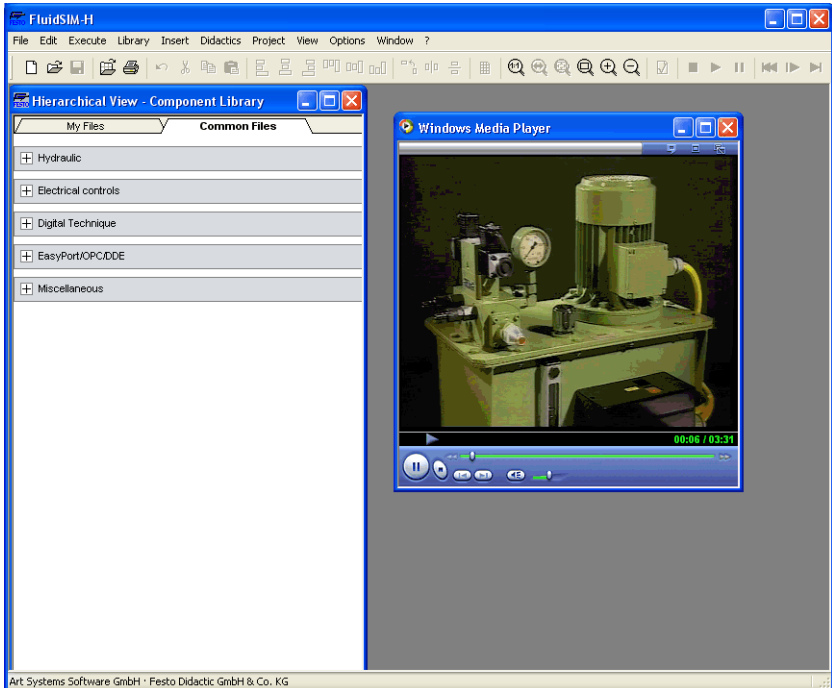 FluidSIM-H
File Edit Execute Library Insert Didactics Project View Options Window ?
Hierarchical View - Component Library
My Files Common Files
Hydraulic
Electrical controls
Digital Technique
EasyPort/OPC/DDE
Miscellaneous
Windows Media Player
00:06 / 03:31
Art Systems Software GmbH · Festo Didactic GmbH & Co. KG